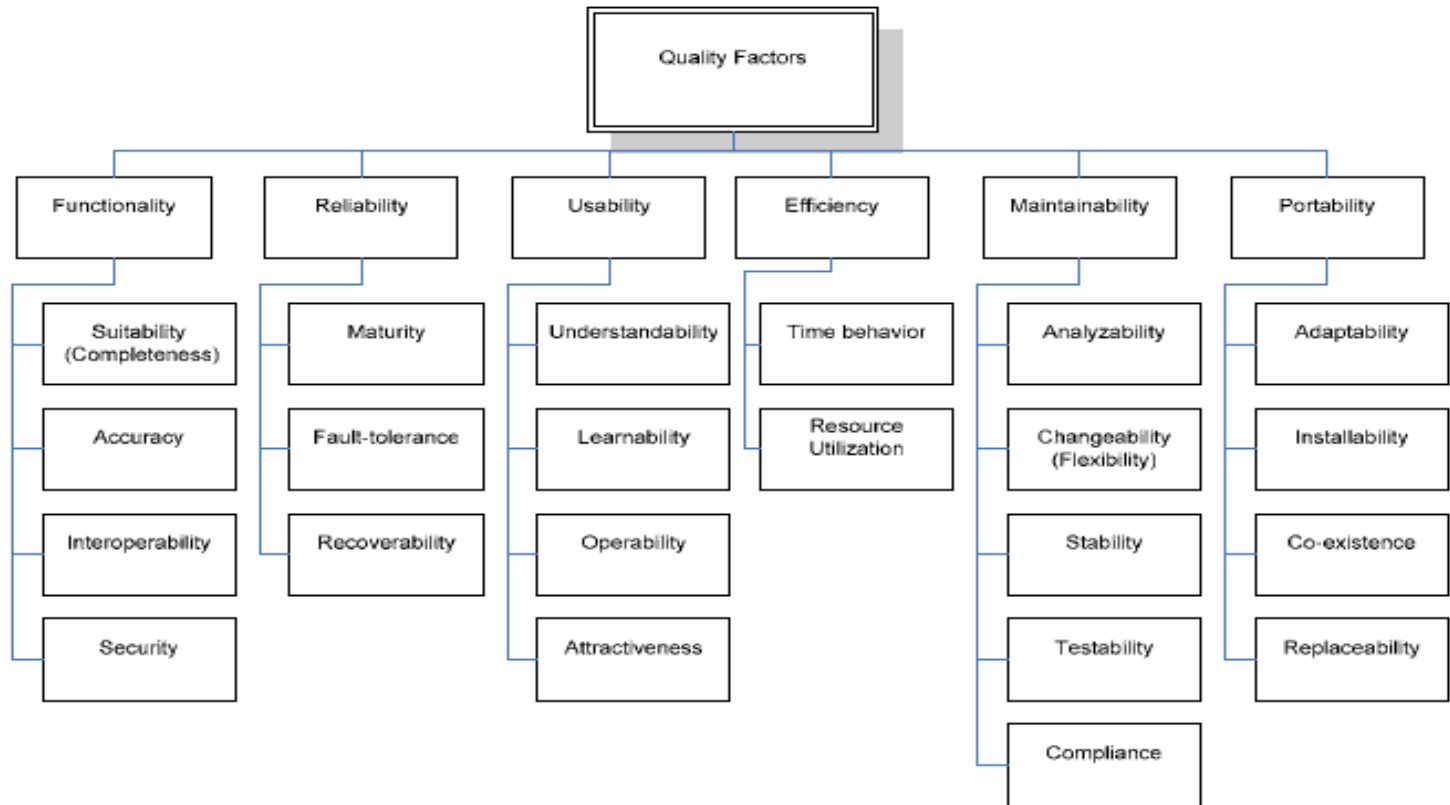 Quality Factors
Functionality
Reliability
Usability
Efficiency
Maintainability
Portability
Suitability
(Completeness)
Accuracy
Interoperability
Security
Maturity
Fault-tolerance
Recoverability
Understandability
Learnability
Operability
Attractiveness
Time behavior
Resource
Utilization
Analyzability
Changeability
(Flexibility)
Stability
Testability
Compliance
Adaptability
Installability
Co-existence
Replaceability